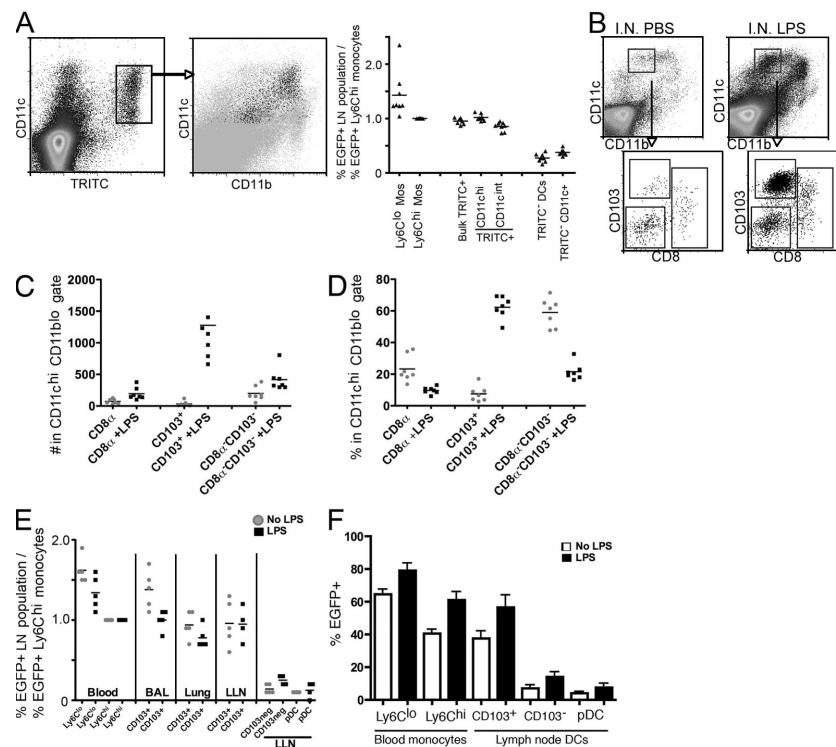 A
CD11c
TRITC
CD11c
CD11b
% EGFP+ LN population /
% EGFP+ Ly6Chi monocytes
2.0
1.0
0
Ly6Clo Mos
Ly6Chi Mos
Bulk TRITC+
CD11chi
CD11cint
TRITC+
TRITC- DCs
TRITC- CD11c+
B
I.N. PBS
I.N. LPS
CD11c
CD11b
CD11c
CD11b
CD103
CD8
CD103
CD8
C
# in CD11chi CD11blo gate
2000
1500
1000
500
0
CD8α
CD8α +LPS
CD103+
CD103+ +LPS
CD8α-CD103-
CD8α-CD103- +LPS
D
% in CD11chi CD11blo gate
80
60
40
20
0
CD8α
CD8α +LPS
CD103+
CD103+ +LPS
CD8α-CD103-
CD8α-CD103- +LPS
E
No LPS
LPS
% EGFP+ LN population /
% EGFP+ Ly6Chi monocytes
2.0
1.0
0
Blood
BAL
Lung
LLN
Ly6Clo
Ly6Clo
Ly6Chi
Ly6Chi
CD103+
CD103+
CD103+
CD103+
CD103+
CD103+
CD103neg
CD103neg
pDC
pDC
LLN
F
No LPS
LPS
% EGFP+
100
80
60
40
20
0
Ly6Clo
Ly6Chi
CD103+
CD103-
pDC
Blood monocytes
Lymph node DCs